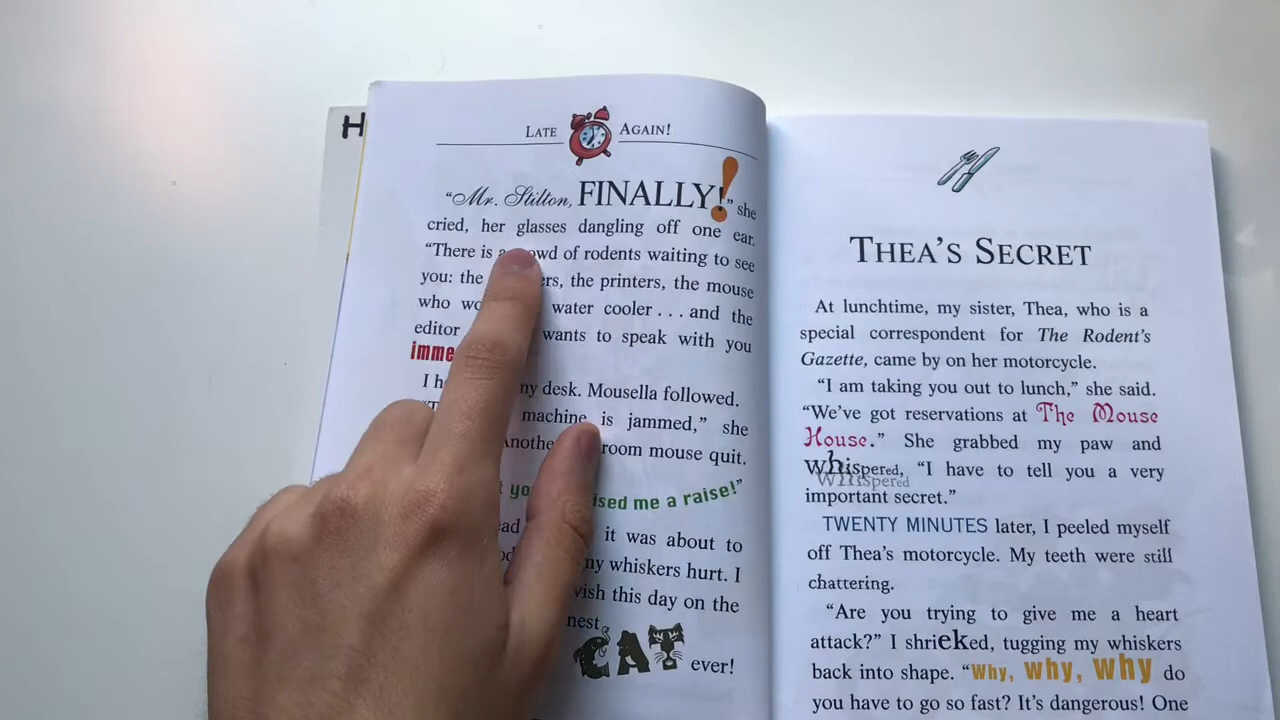 H
LATE AGAIN!
"Mr. Stilton, FINALLY!" she
cried, her glasses dangling off one ear.
"There is a crowd of rodents waiting to see
you: the ers, the printers, the mouse
who water cooler . . . and the
editor wants to speak with you
imme
I my desk. Mousella followed.
machine is jammed," she
room mouse quit.
ised me a raise!"
it was about to
my whiskers hurt. I
wish this day on the
nest
CAT ever!
THEA'S SECRET
At lunchtime, my sister, Thea, who is a
special correspondent for The Rodent's
Gazette, came by on her motorcycle.
"I am taking you out to lunch," she said.
"We've got reservations at The Mouse
House." She grabbed my paw and
whispered, "I have to tell you a very
important secret."
TWENTY MINUTES later, I peeled myself
off Thea's motorcycle. My teeth were still
chattering.
"Are you trying to give me a heart
attack?" I shrieked, tugging my whiskers
back into shape. "Why, why, why do
you have to go so fast? It's dangerous! One